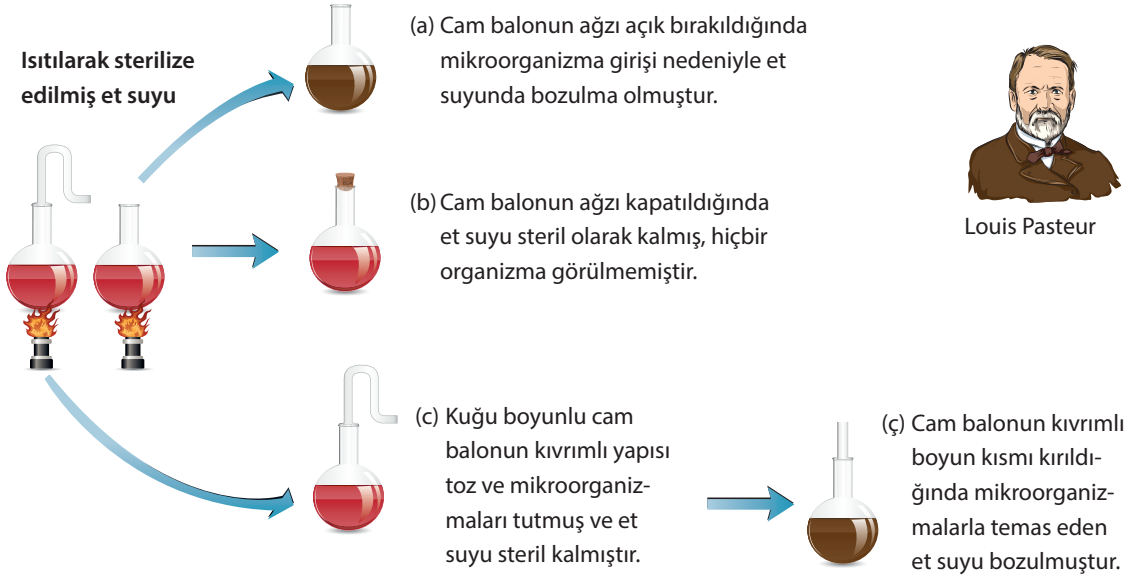 Isıtılarak sterilize
edilmiş et suyu
(a) Cam balonun ağzı açık bırakıldığında
mikroorganizma girişi nedeniyle et
suyunda bozulma olmuştur.
Louis Pasteur
(b) Cam balonun ağzı kapatıldığında
et suyu steril olarak kalmış, hiçbir
organizma görülmemiştir.
(c) Kuğu boyunlu cam
balonun kıvrımlı yapısı
toz ve mikroorganiz-
maları tutmuş ve et
suyu steril kalmıştır.
(ç) Cam balonun kıvrımlı
boyun kısmı kırıldı-
ğında mikroorganiz-
malarla temas eden
et suyu bozulmuştur.